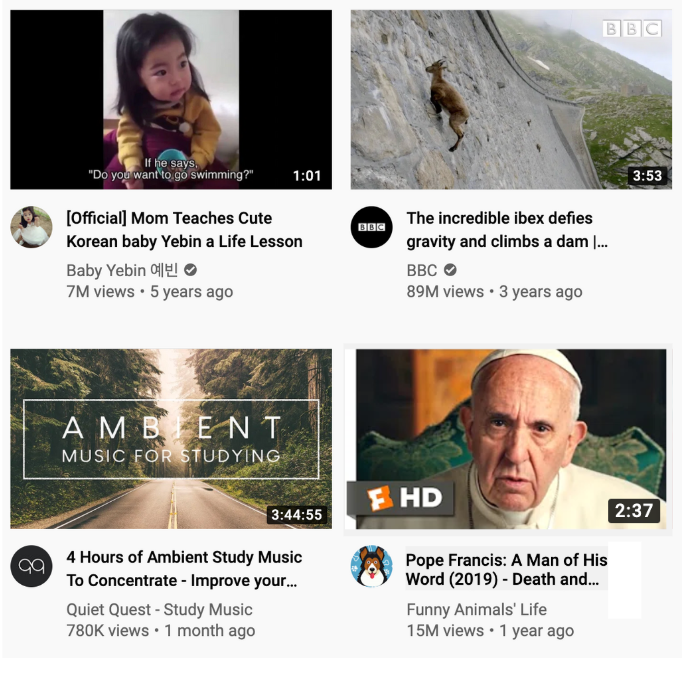 If he says,
"Do you want to go swimming?"
1:01
[Official] Mom Teaches Cute
Korean baby Yebin a Life Lesson
Baby Yebin 예빈
7M views • 5 years ago
BBC
3:53
BBC
The incredible ibex defies
gravity and climbs a dam |...
BBC
89M views • 3 years ago
AMBIENT
MUSIC FOR STUDYING
3:44:55
qq
4 Hours of Ambient Study Music
To Concentrate - Improve your...
Quiet Quest - Study Music
780K views • 1 month ago
F HD
2:37
Pope Francis: A Man of His
Word (2019) - Death and...
Funny Animals' Life
15M views • 1 year ago